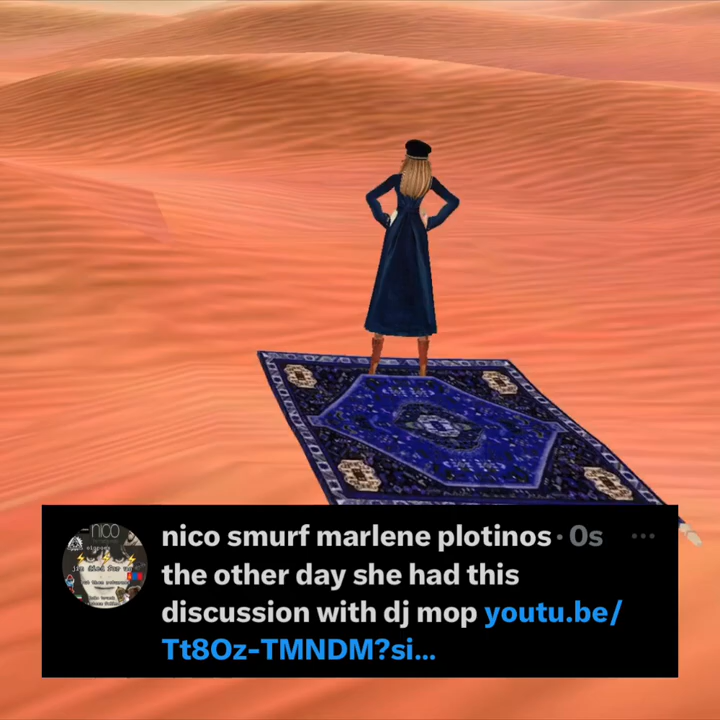 nico smurf marlene plotinos · 0s ...
the other day she had this
discussion with dj mop youtu.be/
Tt8Oz-TMNDM?si...
nico